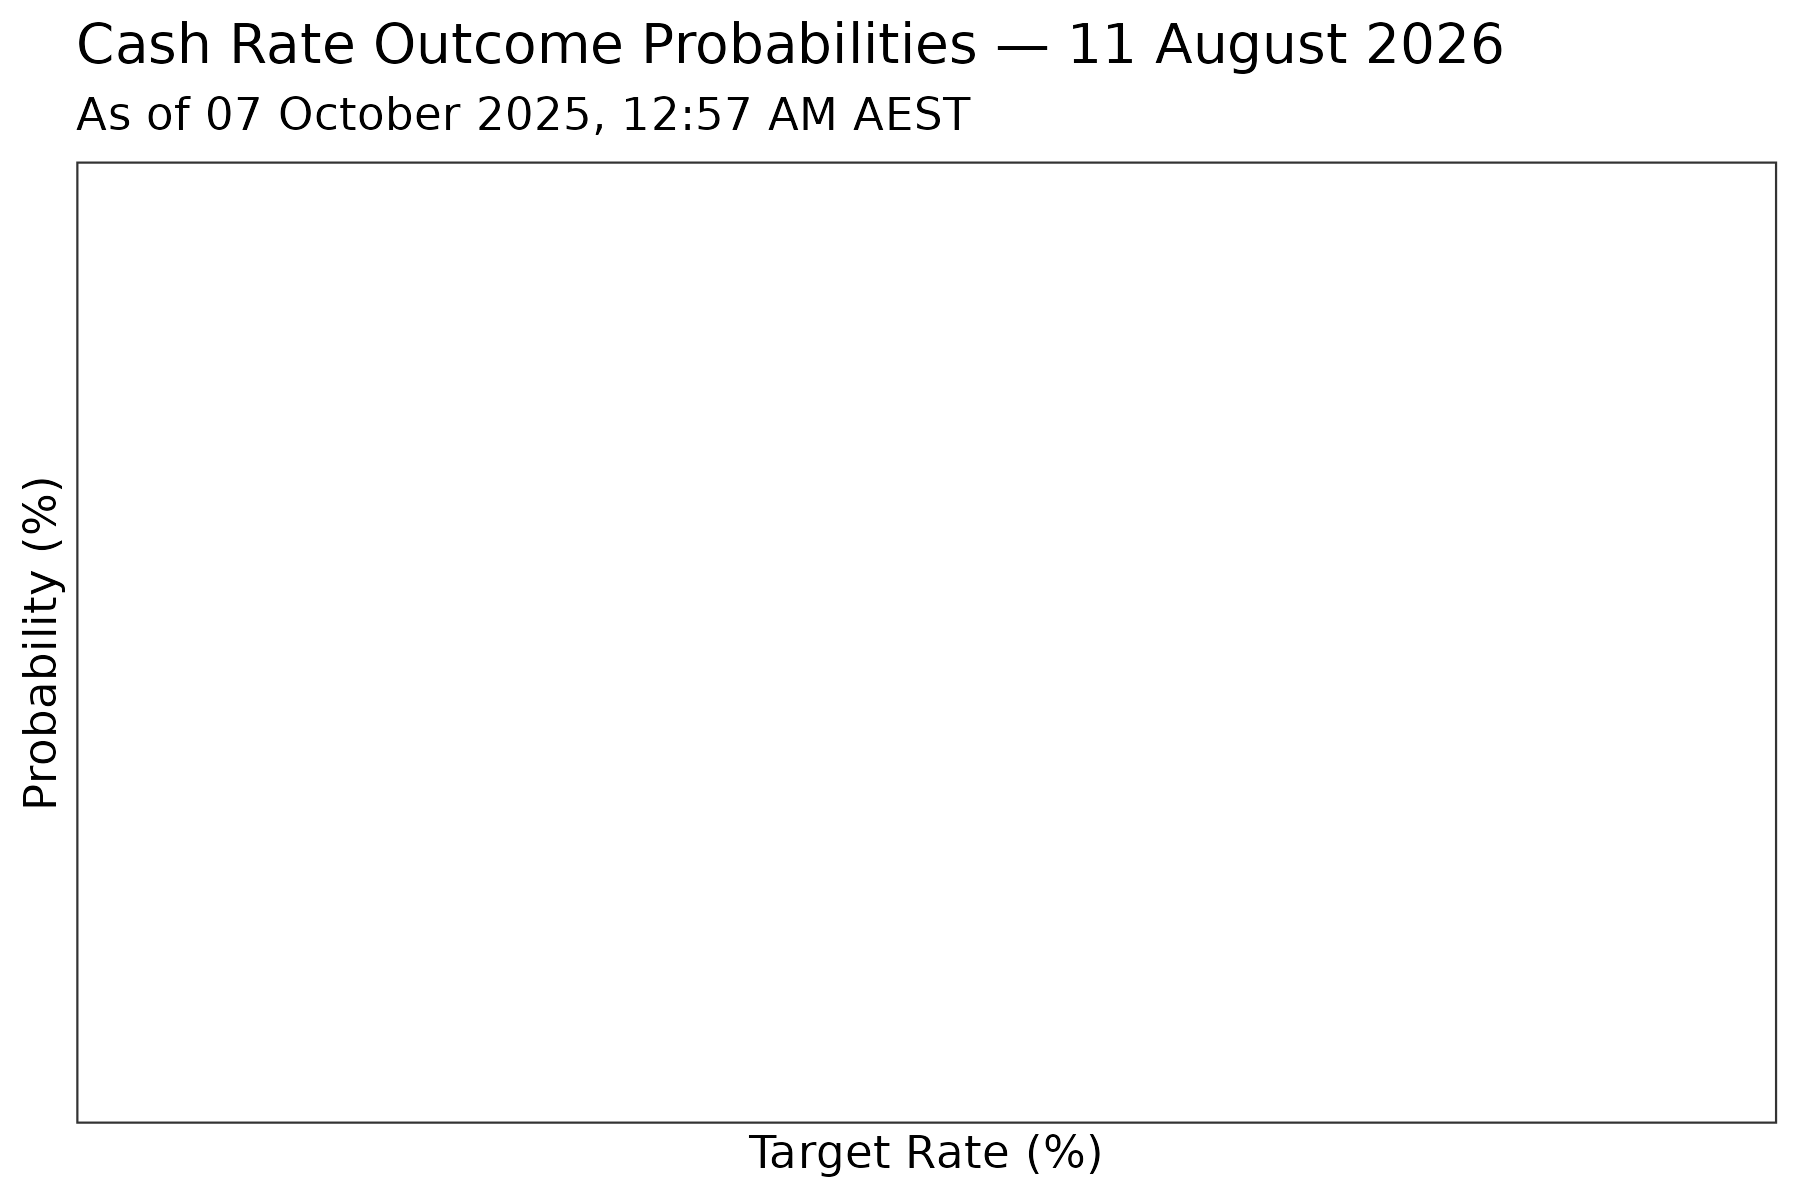 Cash Rate Outcome Probabilities — 11 August 2026
As of 07 October 2025, 12:57 AM AEST
Probability (%)
Target Rate (%)